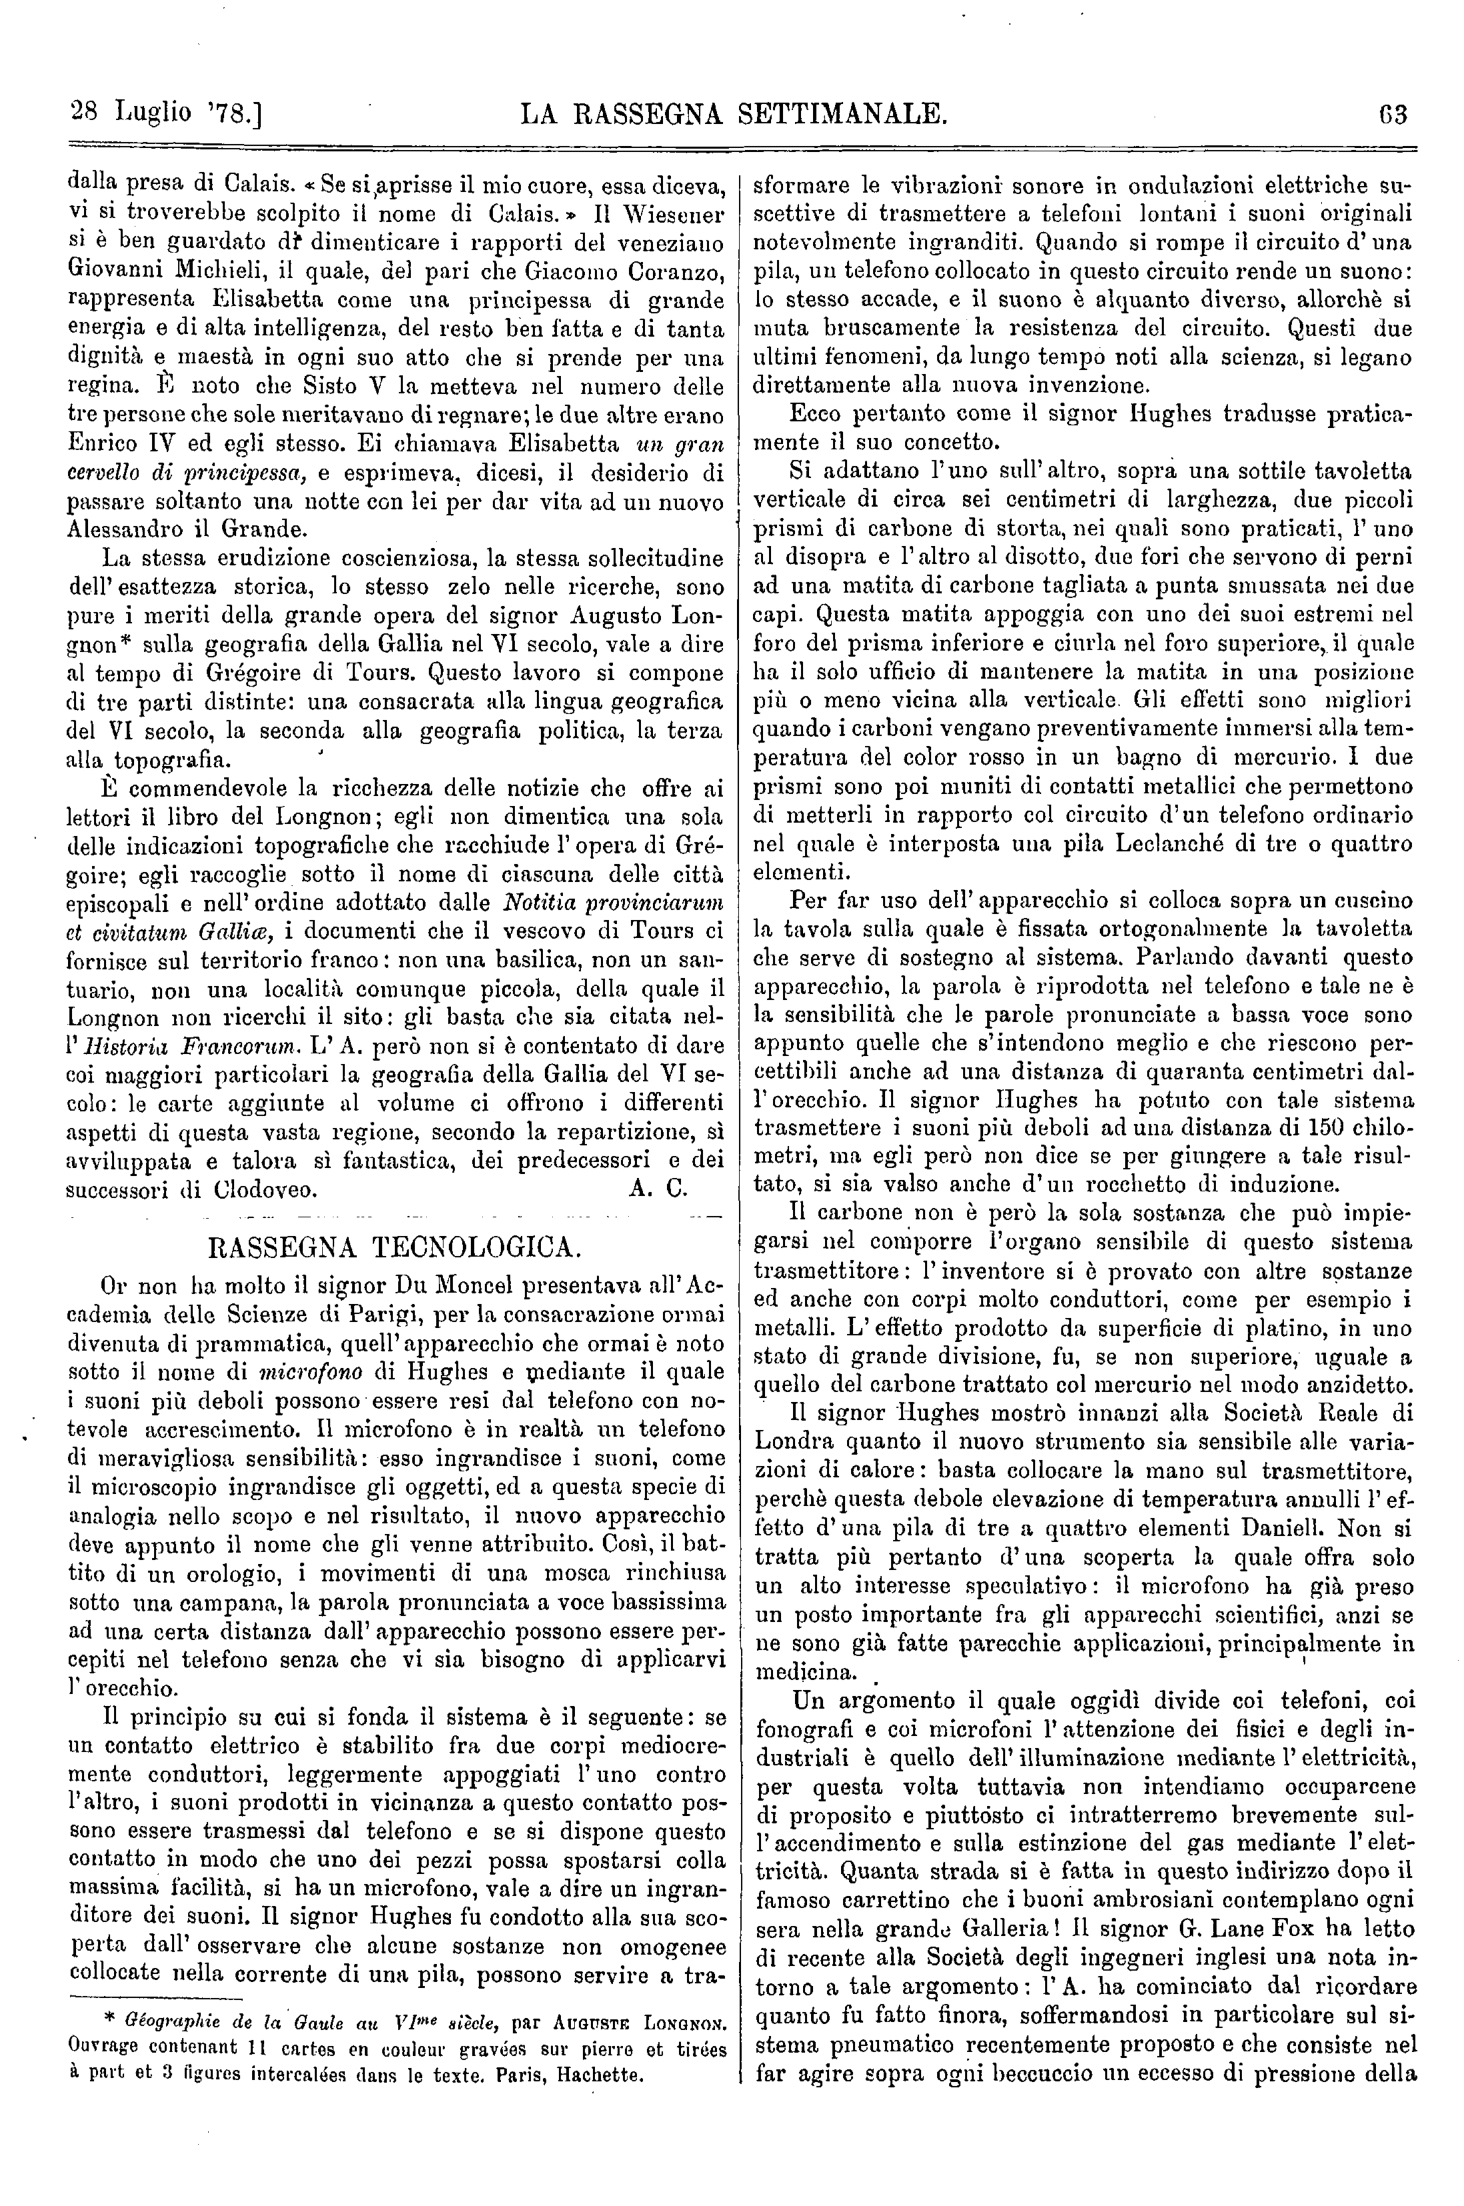 28 Luglio '78.] LA RASSEGNA SETTIMANALE. 63
dalla presa di Calais. « Se si aprisse il mio cuore, essa diceva,
vi si troverebbe scolpito il nome di Calais. » Il Wiesener
si è ben guardato di dimenticare i rapporti del veneziano
Giovanni Michieli, il quale, del pari che Giacomo Coranzo,
rappresenta Elisabetta come una principessa di grande
energia e di alta intelligenza, del resto ben fatta e di tanta
dignità e maestà in ogni suo atto che si prende per una
regina. È noto che Sisto V la metteva nel numero delle
tre persone che sole meritavano di regnare; le due altre erano
Enrico IV ed egli stesso. Ei chiamava Elisabetta un gran
cervello di principessa, e esprimeva, dicesi, il desiderio di
passare soltanto una notte con lei per dar vita ad un nuovo
Alessandro il Grande.
La stessa erudizione coscienziosa, la stessa sollecitudine
dell' esattezza storica, lo stesso zelo nelle ricerche, sono
pure i meriti della grande opera del signor Augusto Lon-
gnon* sulla geografia della Gallia nel VI secolo, vale a dire
al tempo di Grégoire di Tours. Questo lavoro si compone
di tre parti distinte: una consacrata alla lingua geografica
del VI secolo, la seconda alla geografia politica, la terza
alla topografia.
È commendevole la ricchezza delle notizie che offre ai
lettori il libro del Longnon; egli non dimentica una sola
delle indicazioni topografiche che racchiude l' opera di Gré-
goire; egli raccoglie sotto il nome di ciascuna delle città
episcopali e nell' ordine adottato dalle Notitia provinciarum
et civitatum Galliæ, i documenti che il vescovo di Tours ci
fornisce sul territorio franco: non una basilica, non un san-
tuario, non una località comunque piccola, della quale il
Longnon non ricerchi il sito: gli basta che sia citata nel-
l' Historia Francorum. L' A. però non si è contentato di dare
coi maggiori particolari la geografia della Gallia del VI se-
colo: le carte aggiunte al volume ci offrono i differenti
aspetti di questa vasta regione, secondo la repartizione, sì
avviluppata e talora sì fantastica, dei predecessori e dei
successori di Clodoveo. A. C.
RASSEGNA TECNOLOGICA.
Or non ha molto il signor Du Moncel presentava all' Ac-
cademia delle Scienze di Parigi, per la consacrazione ormai
divenuta di prammatica, quell' apparecchio che ormai è noto
sotto il nome di microfono di Hughes e mediante il quale
i suoni più deboli possono essere resi dal telefono con no-
tevole accrescimento. Il microfono è in realtà un telefono
di meravigliosa sensibilità: esso ingrandisce i suoni, come
il microscopio ingrandisce gli oggetti, ed a questa specie di
analogia nello scopo e nel risultato, il nuovo apparecchio
deve appunto il nome che gli venne attribuito. Così, il bat-
tito di un orologio, i movimenti di una mosca rinchiusa
sotto una campana, la parola pronunciata a voce bassissima
ad una certa distanza dall' apparecchio possono essere per-
cepiti nel telefono senza che vi sia bisogno di applicarvi
l' orecchio.
Il principio su cui si fonda il sistema è il seguente: se
un contatto elettrico è stabilito fra due corpi mediocre-
mente conduttori, leggermente appoggiati l' uno contro
l'altro, i suoni prodotti in vicinanza a questo contatto pos-
sono essere trasmessi dal telefono e se si dispone questo
contatto in modo che uno dei pezzi possa spostarsi colla
massima facilità, si ha un microfono, vale a dire un ingran-
ditore dei suoni. Il signor Hughes fu condotto alla sua sco-
perta dall' osservare che alcune sostanze non omogenee
collocate nella corrente di una pila, possono servire a tra-
* Géographie de la Gaule au VIme siècle, par AUGUSTE LONGNON.
Ouvrage contenant 11 cartes en couleur gravées sur pierre et tirées
à part et 3 figures intercalées dans le texte. Paris, Hachette.
sformare le vibrazioni sonore in ondulazioni elettriche su-
scettive di trasmettere a telefoni lontani i suoni originali
notevolmente ingranditi. Quando si rompe il circuito d' una
pila, un telefono collocato in questo circuito rende un suono:
lo stesso accade, e il suono è alquanto diverso, allorchè si
muta bruscamente la resistenza del circuito. Questi due
ultimi fenomeni, da lungo tempo noti alla scienza, si legano
direttamente alla nuova invenzione.
Ecco pertanto come il signor Hughes tradusse pratica-
mente il suo concetto.
Si adattano l'uno sull' altro, sopra una sottile tavoletta
verticale di circa sei centimetri di larghezza, due piccoli
prismi di carbone di storta, nei quali sono praticati, l' uno
al disopra e l' altro al disotto, due fori che servono di perni
ad una matita di carbone tagliata a punta smussata nei due
capi. Questa matita appoggia con uno dei suoi estremi nel
foro del prisma inferiore e ciurla nel foro superiore, il quale
ha il solo ufficio di mantenere la matita in una posizione
più o meno vicina alla verticale. Gli effetti sono migliori
quando i carboni vengano preventivamente immersi alla tem-
peratura del color rosso in un bagno di mercurio. I due
prismi sono poi muniti di contatti metallici che permettono
di metterli in rapporto col circuito d'un telefono ordinario
nel quale è interposta una pila Leclanché di tre o quattro
elementi.
Per far uso dell' apparecchio si colloca sopra un cuscino
la tavola sulla quale è fissata ortogonalmente la tavoletta
che serve di sostegno al sistema. Parlando davanti questo
apparecchio, la parola è riprodotta nel telefono e tale ne è
la sensibilità che le parole pronunciate a bassa voce sono
appunto quelle che s'intendono meglio e che riescono per-
cettibili anche ad una distanza di quaranta centimetri dal-
l' orecchio. Il signor Hughes ha potuto con tale sistema
trasmettere i suoni più deboli ad una distanza di 150 chilo-
metri, ma egli però non dice se per giungere a tale risul-
tato, si sia valso anche d' un rocchetto di induzione.
Il carbone non è però la sola sostanza che può impie-
garsi nel comporre l'organo sensibile di questo sistema
trasmettitore: l' inventore si è provato con altre sostanze
ed anche con corpi molto conduttori, come per esempio i
metalli. L' effetto prodotto da superficie di platino, in uno
stato di grande divisione, fu, se non superiore, uguale a
quello del carbone trattato col mercurio nel modo anzidetto.
Il signor Hughes mostrò innanzi alla Società Reale di
Londra quanto il nuovo strumento sia sensibile alle varia-
zioni di calore: basta collocare la mano sul trasmettitore,
perchè questa debole elevazione di temperatura annulli l' ef-
fetto d' una pila di tre a quattro elementi Daniell. Non si
tratta più pertanto d' una scoperta la quale offra solo
un alto interesse speculativo: il microfono ha già preso
un posto importante fra gli apparecchi scientifici, anzi se
ne sono già fatte parecchie applicazioni, principalmente in
medicina.
Un argomento il quale oggidì divide coi telefoni, coi
fonografi e coi microfoni l' attenzione dei fisici e degli in-
dustriali è quello dell' illuminazione mediante l' elettricità,
per questa volta tuttavia non intendiamo occuparcene
di proposito e piuttosto ci intratterremo brevemente sul-
l' accendimento e sulla estinzione del gas mediante l' elet-
tricità. Quanta strada si è fatta in questo indirizzo dopo il
famoso carrettino che i buoni ambrosiani contemplano ogni
sera nella grande Galleria! Il signor G. Lane Fox ha letto
di recente alla Società degli ingegneri inglesi una nota in-
torno a tale argomento: l' A. ha cominciato dal ricordare
quanto fu fatto finora, soffermandosi in particolare sul si-
stema pneumatico recentemente proposto e che consiste nel
far agire sopra ogni beccuccio un eccesso di pressione della